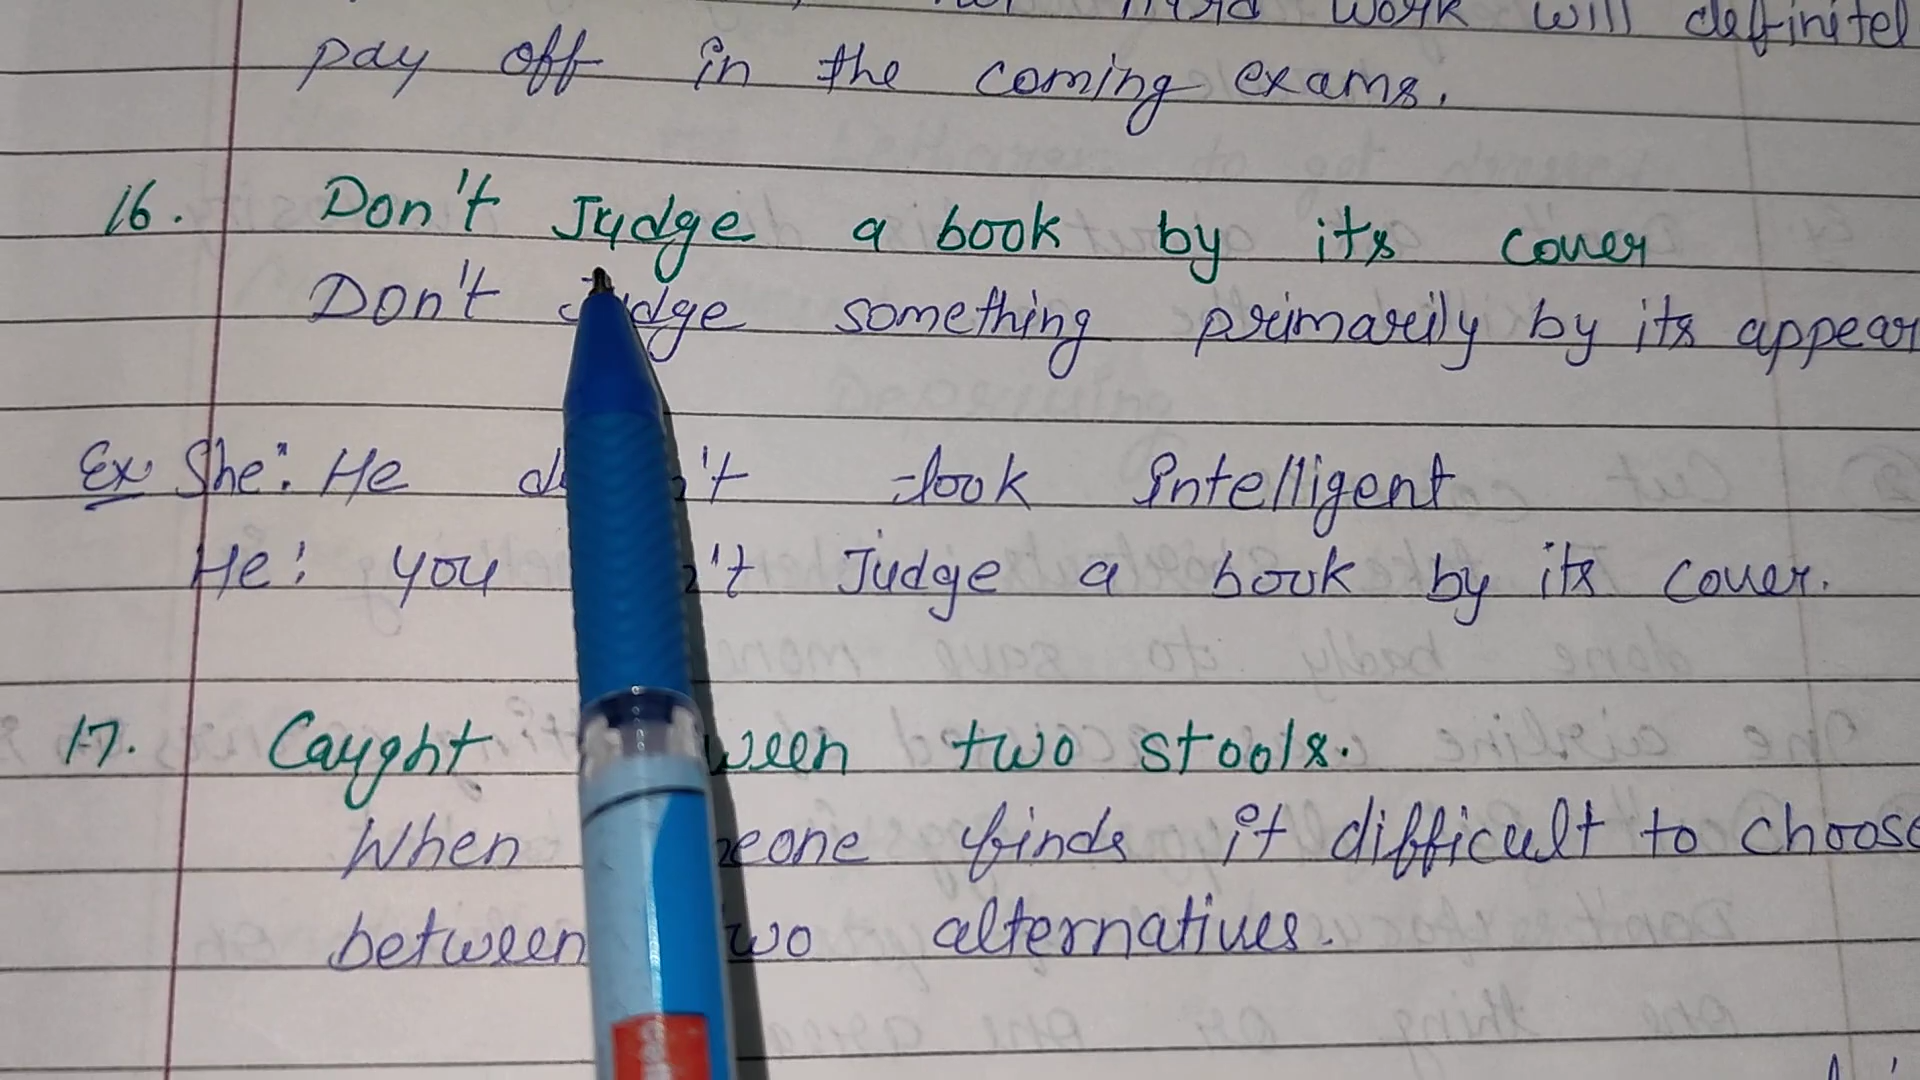 hard work will definitel
pay off in the coming exams.
16. Don't Judge a book by its cover
Don't Judge something primarily by its appear
Ex She: He d 't look Intelligent
He: you 't Judge a book by its cover.
17. Caught ween two stools.
When eone finds it difficult to choose
between two alternatives.